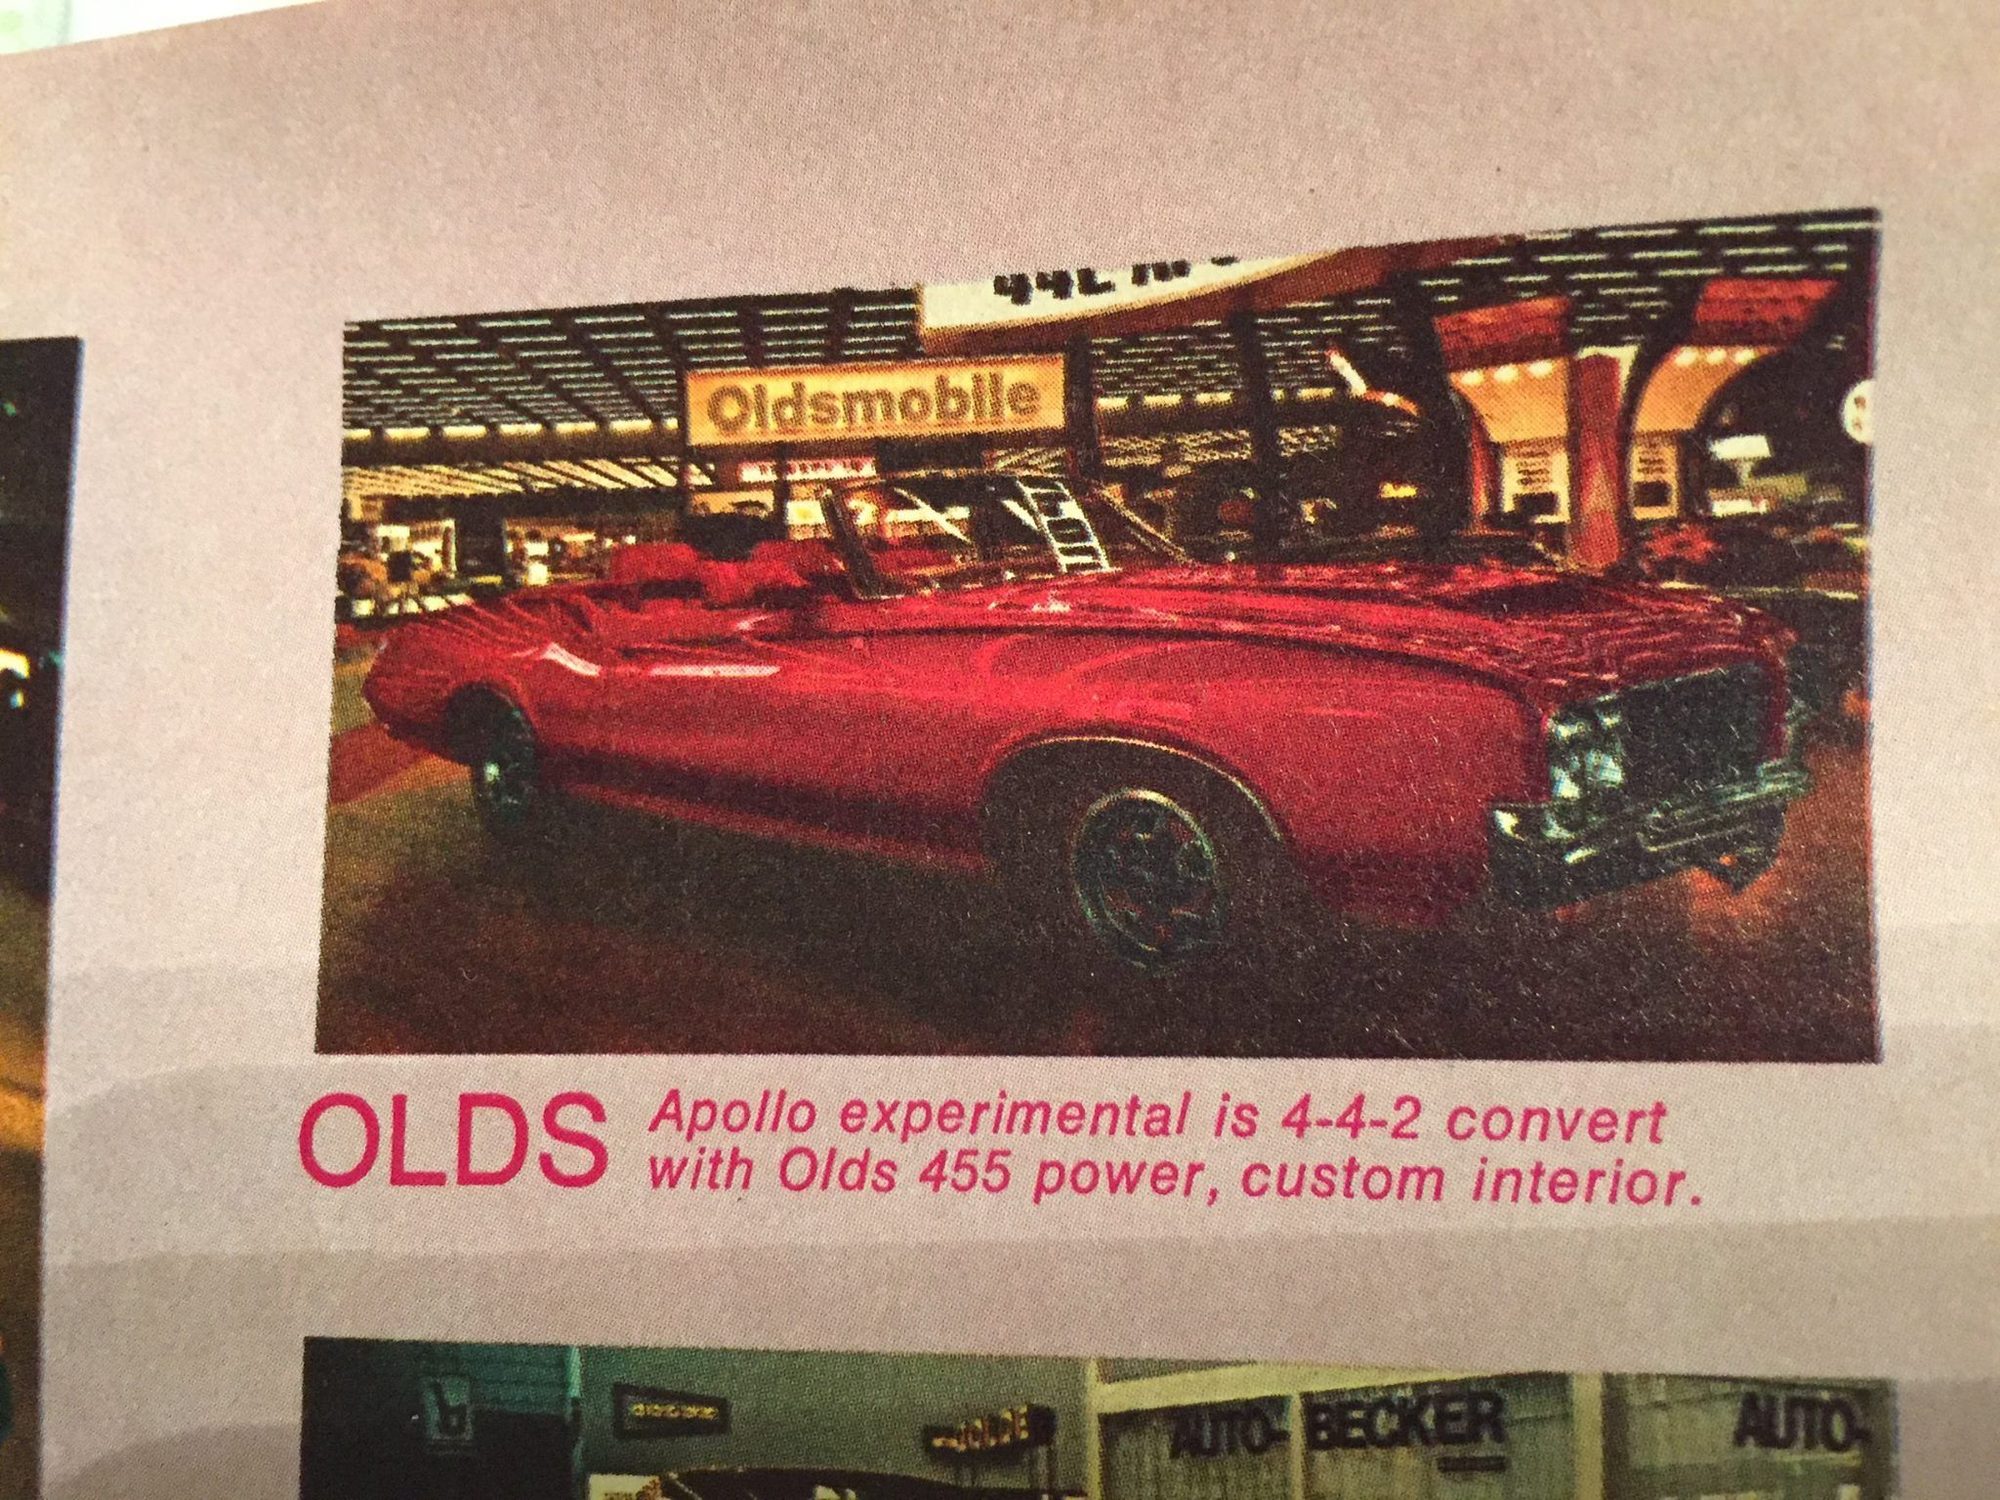 Oldsmobile
OLDS
Apollo experimental is 4-4-2 convert
with Olds 455 power, custom interior.
AUTO-
BECKER
AUTO-